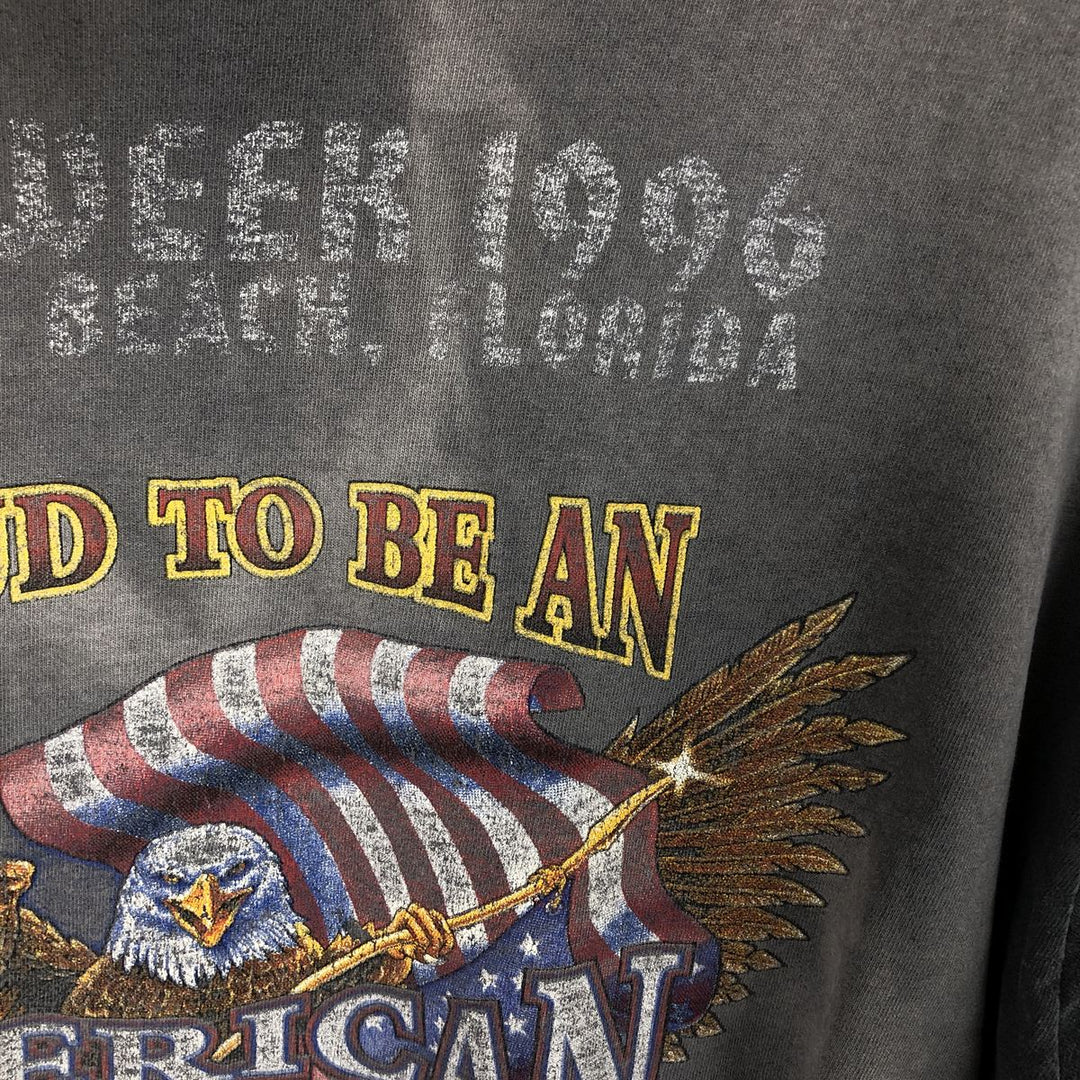 WEEK 1996
BEACH, FLORIDA
UD TO BE AN
ERICAN